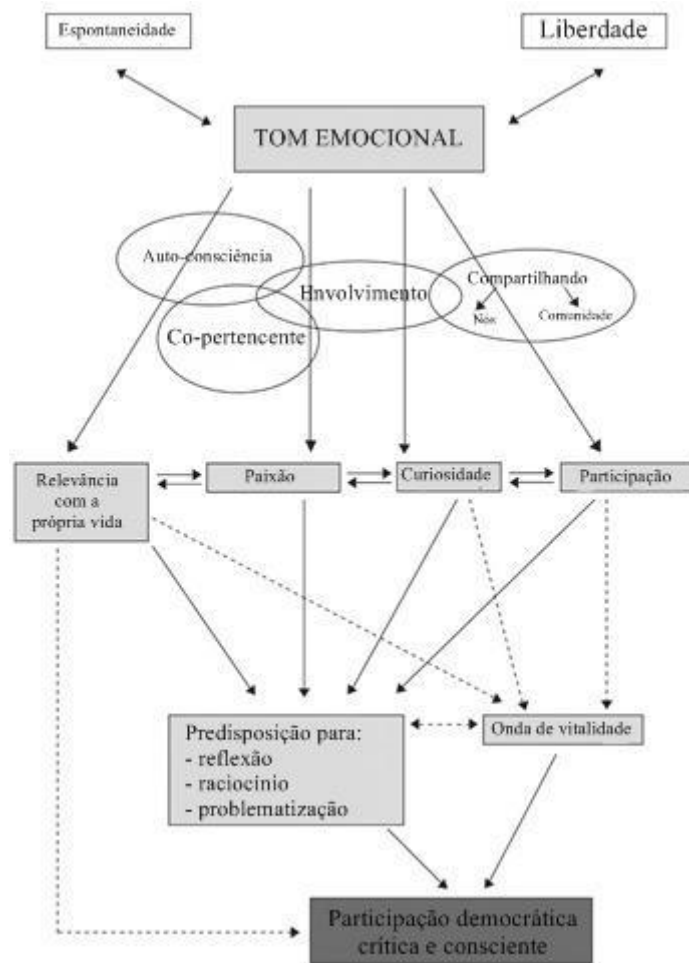 Espontaneidade
Liberdade
TOM EMOCIONAL
Auto-consciência
Envolvimento
Compartilhando
Nós
Comunidade
Co-pertencente
Relevância
com a
própria vida
Paixão
Curiosidade
Participação
Predisposição para:
- reflexão
- raciocínio
- problematização
Onda de vitalidade
Participação democrática
crítica e consciente